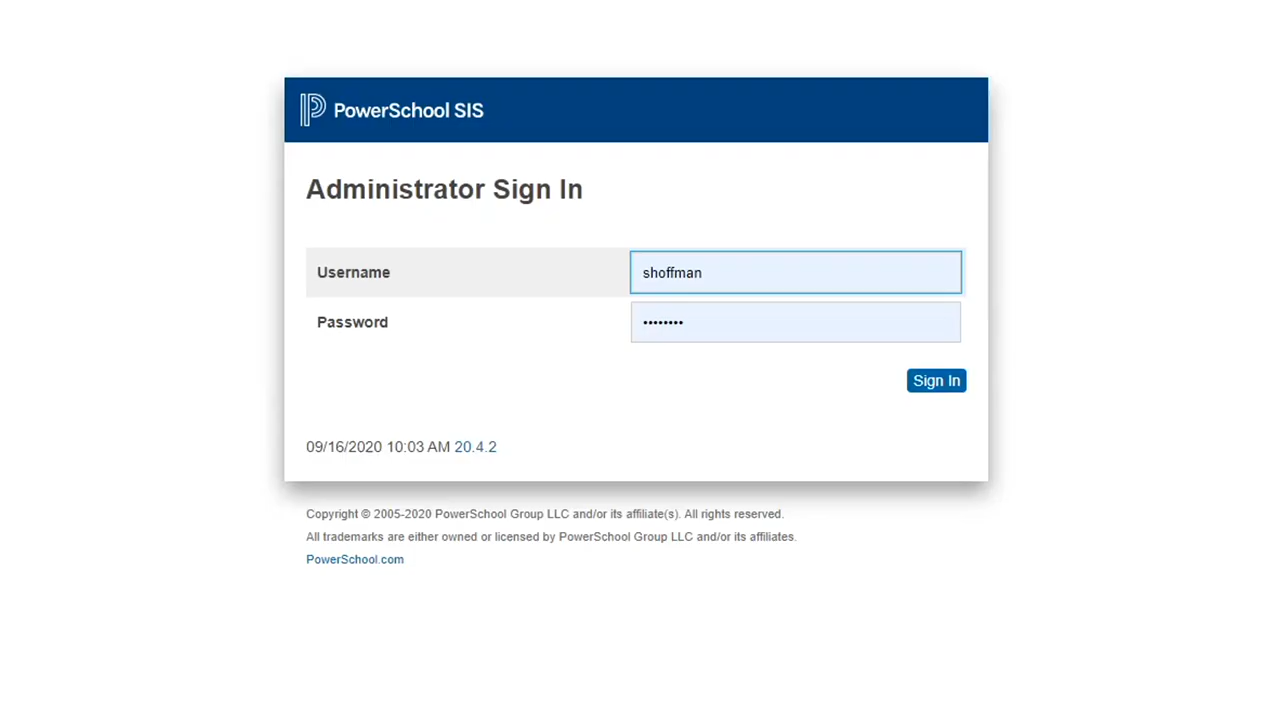 PowerSchool SIS
Administrator Sign In
Username
shoffman
Password
••••••••
Sign In
09/16/2020 10:03 AM 20.4.2
Copyright © 2005-2020 PowerSchool Group LLC and/or its affiliate(s). All rights reserved.
All trademarks are either owned or licensed by PowerSchool Group LLC and/or its affiliates.
PowerSchool.com